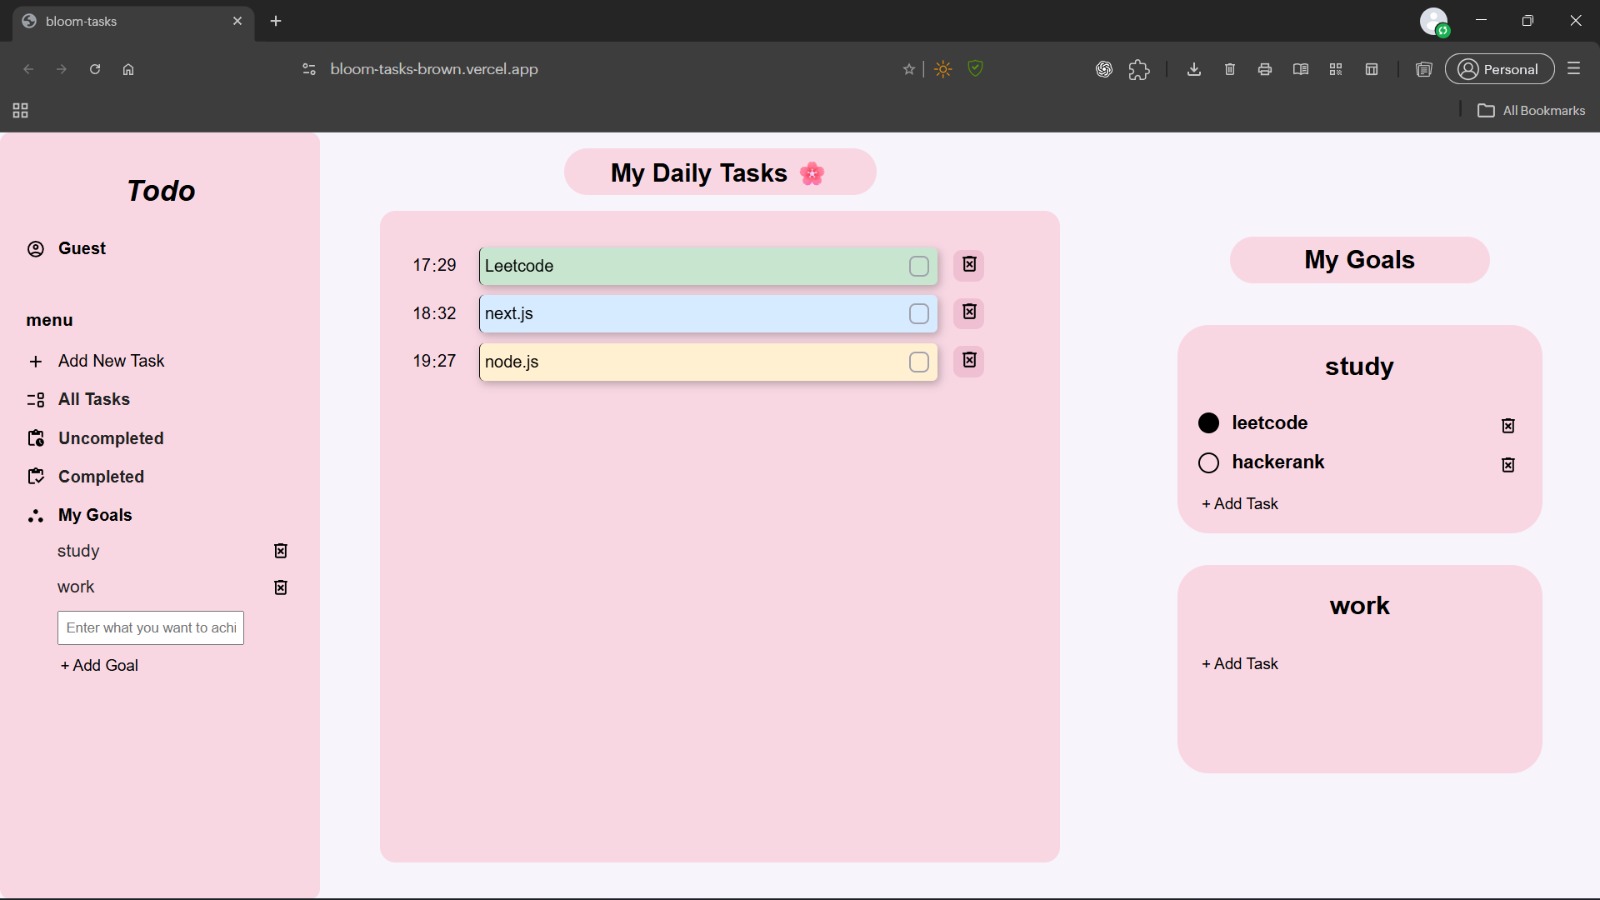 bloom-tasks
bloom-tasks-brown.vercel.app
Personal
All Bookmarks
Todo
Guest
menu
Add New Task
All Tasks
Uncompleted
Completed
My Goals
study
work
Enter what you want to achi
+ Add Goal
My Daily Tasks 🌸
17:29 Leetcode
18:32 next.js
19:27 node.js
My Goals
study
leetcode
hackerank
+ Add Task
work
+ Add Task